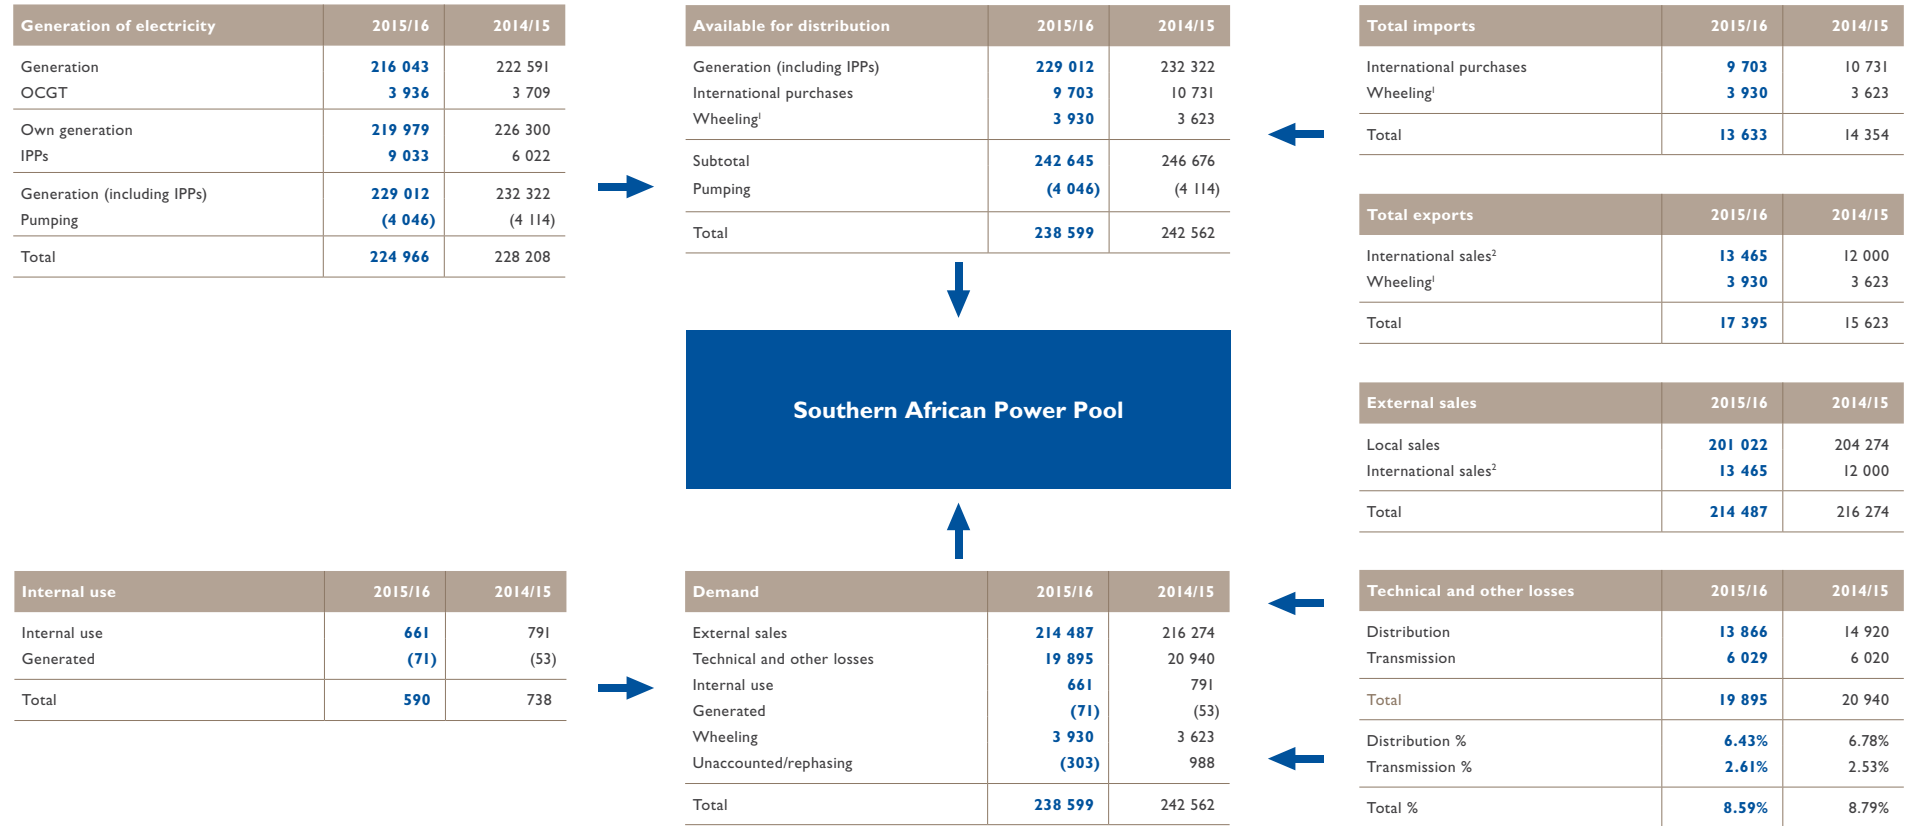 Generation of electricity 2015/16 2014/15
Generation 216 043 222 591
OCGT 3 936 3 709
Own generation 219 979 226 300
IPPs 9 033 6 022
Generation (including IPPs) 229 012 232 322
Pumping (4 046) (4 114)
Total 224 966 228 208
Available for distribution 2015/16 2014/15
Generation (including IPPs) 229 012 232 322
International purchases 9 703 10 731
Wheeling¹ 3 930 3 623
Subtotal 242 645 246 676
Pumping (4 046) (4 114)
Total 238 599 242 562
Total imports 2015/16 2014/15
International purchases 9 703 10 731
Wheeling¹ 3 930 3 623
Total 13 633 14 354
Total exports 2015/16 2014/15
International sales² 13 465 12 000
Wheeling¹ 3 930 3 623
Total 17 395 15 623
Southern African Power Pool
External sales 2015/16 2014/15
Local sales 201 022 204 274
International sales² 13 465 12 000
Total 214 487 216 274
Internal use 2015/16 2014/15
Internal use 661 791
Generated (71) (53)
Total 590 738
Demand 2015/16 2014/15
External sales 214 487 216 274
Technical and other losses 19 895 20 940
Internal use 661 791
Generated (71) (53)
Wheeling 3 930 3 623
Unaccounted/rephasing (303) 988
Total 238 599 242 562
Technical and other losses 2015/16 2014/15
Distribution 13 866 14 920
Transmission 6 029 6 020
Total 19 895 20 940
Distribution % 6.43% 6.78%
Transmission % 2.61% 2.53%
Total % 8.59% 8.79%